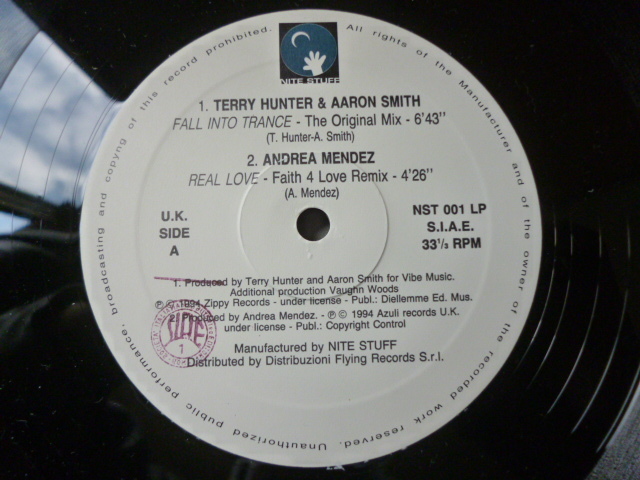 NITE STUFF
1. TERRY HUNTER & AARON SMITH
FALL INTO TRANCE - The Original Mix - 6'43''
(T. Hunter-A. Smith)
2. ANDREA MENDEZ
REAL LOVE - Faith 4 Love Remix - 4'26''
(A. Mendez)
U.K.
SIDE
A
NST 001 LP
S.I.A.E.
33⅓ RPM
1. Produced by Terry Hunter and Aaron Smith for Vibe Music.
Additional production Vaughn Woods
℗ © 1994 Zippy Records - under license - Publ.: Diellemme Ed. Mus.
2. Produced by Andrea Mendez. - ℗ © 1994 Azuli records U.K.
under license - Publ.: Copyright Control
Manufactured by NITE STUFF
Distributed by Distribuzioni Flying Records S.r.l.
All rights of the Manufacturer and of the owner of the recorded work reserved. Unauthorized public performance, broadcasting and copyng of this record prohibited.
SIAE
1